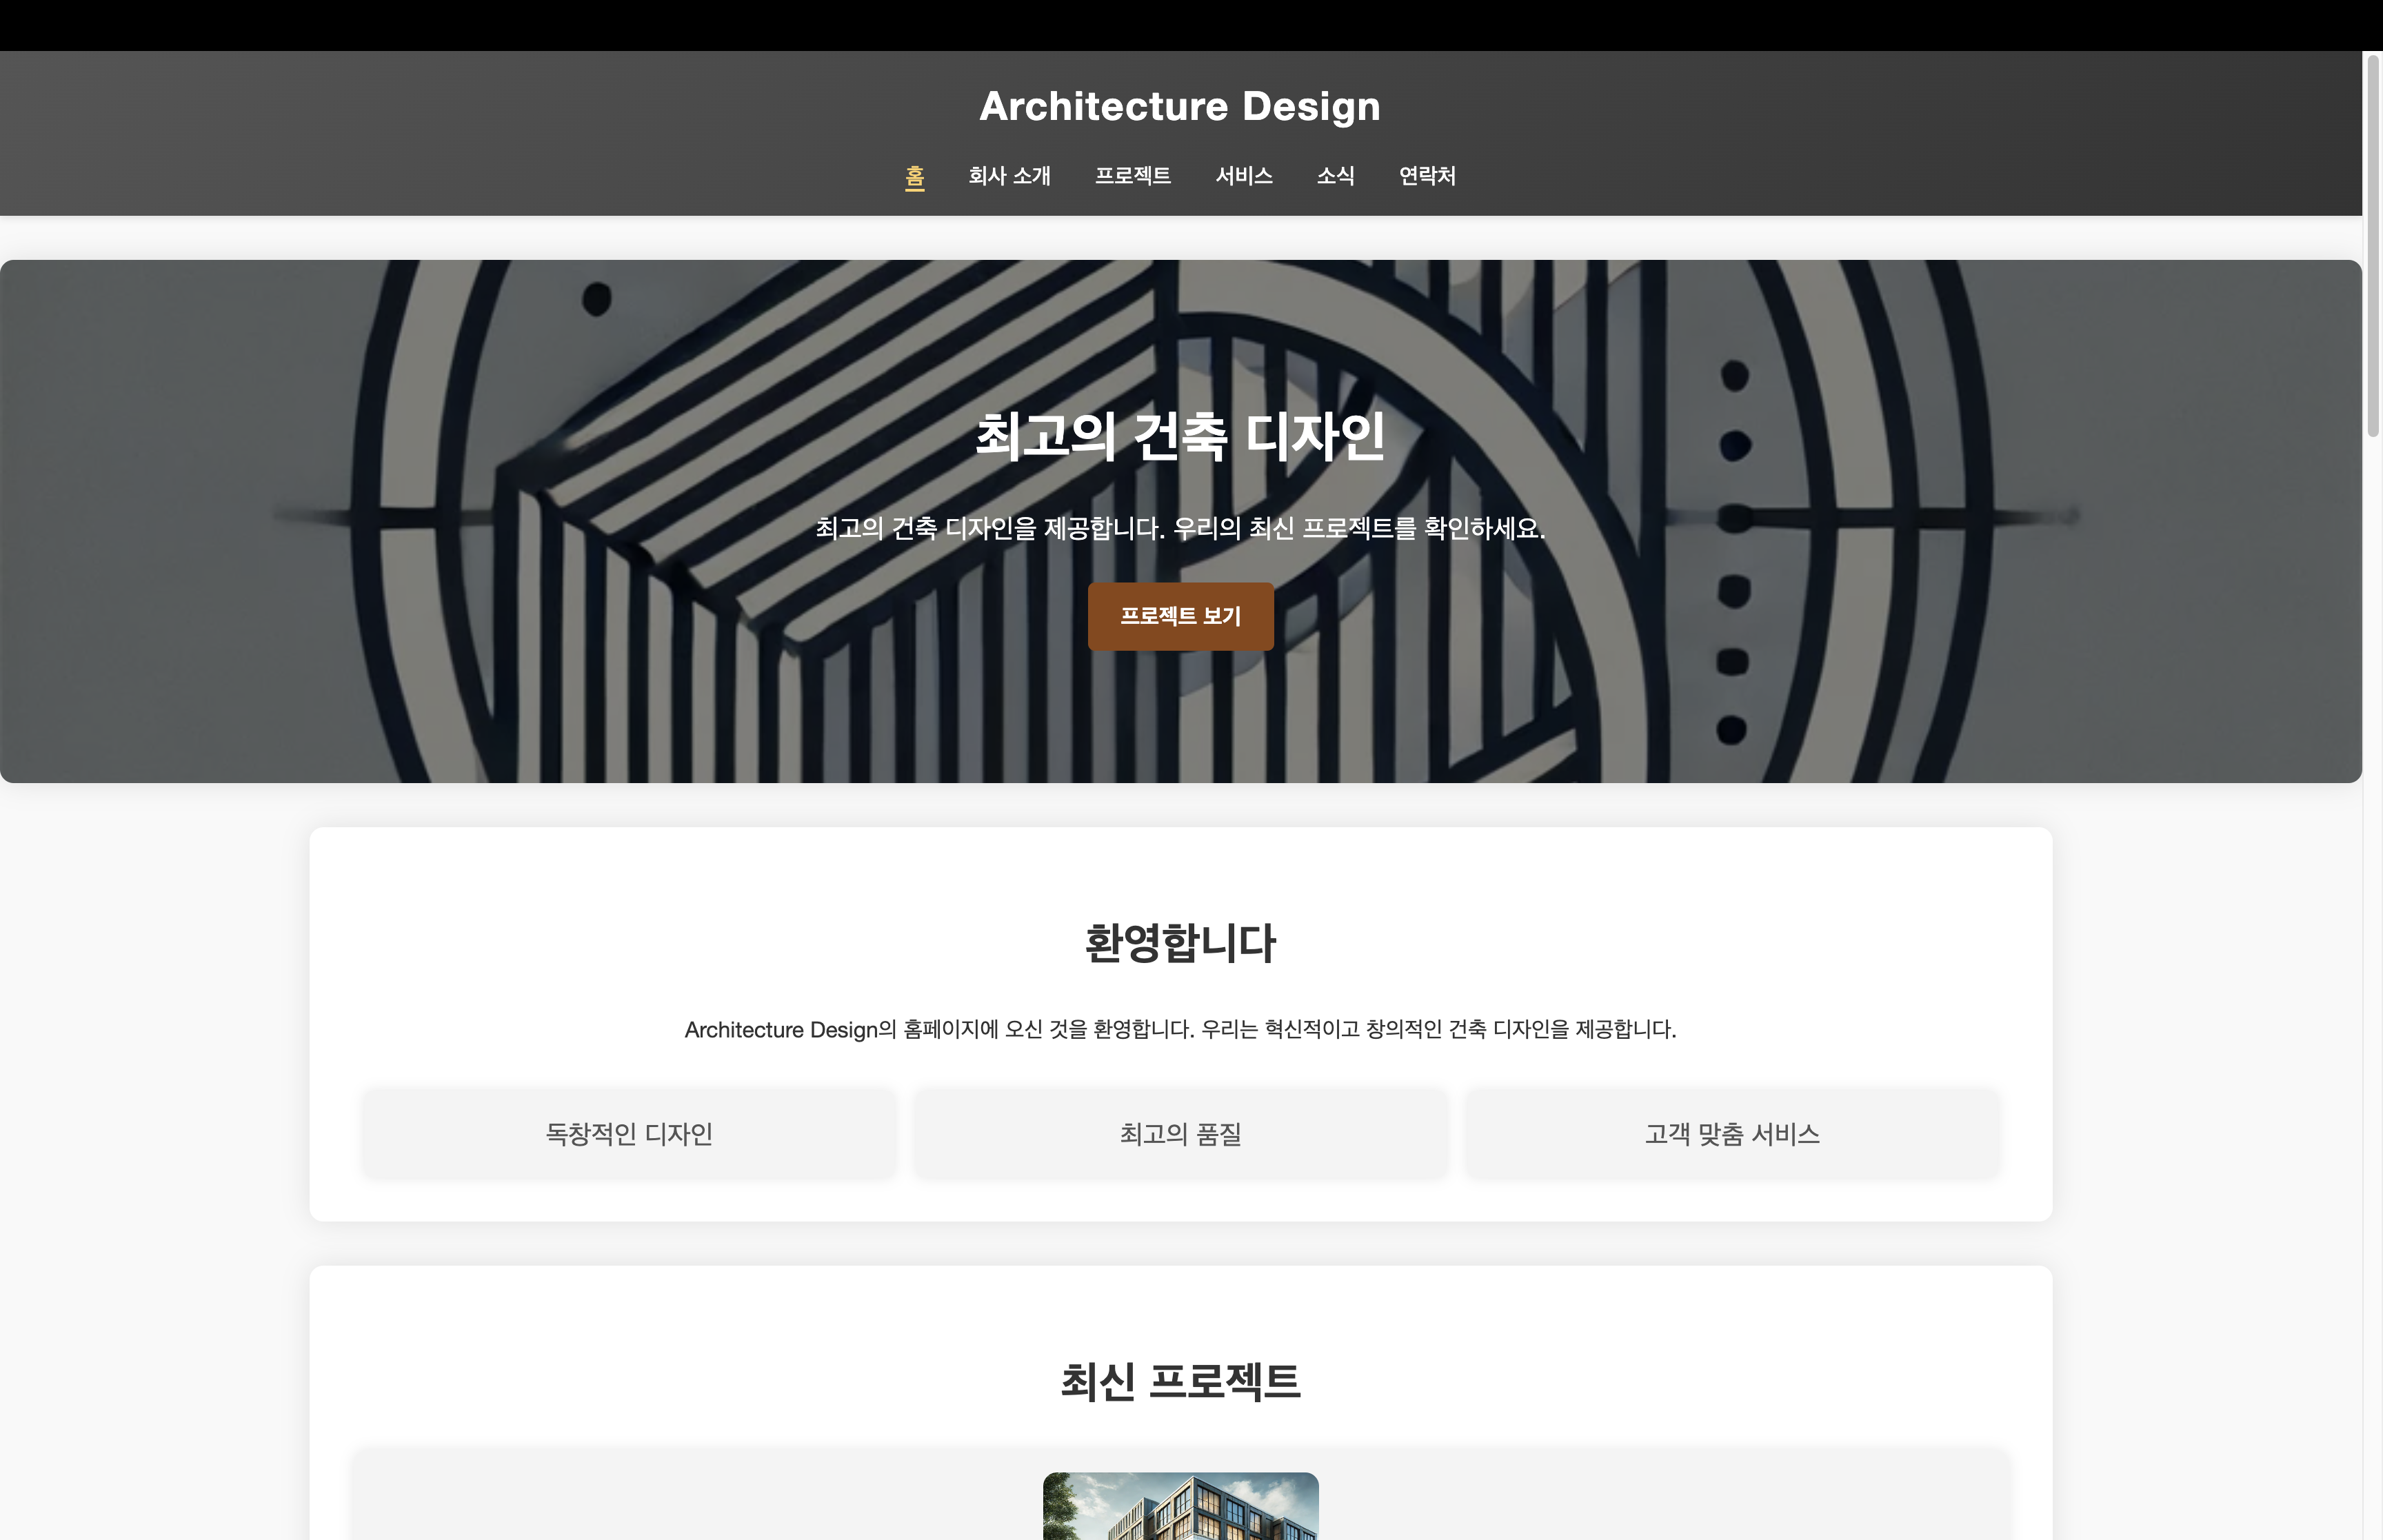 Architecture Design
홈 회사 소개 프로젝트 서비스 소식 연락처
최고의 건축 디자인
최고의 건축 디자인을 제공합니다. 우리의 최신 프로젝트를 확인하세요.
프로젝트 보기
환영합니다
Architecture Design의 홈페이지에 오신 것을 환영합니다. 우리는 혁신적이고 창의적인 건축 디자인을 제공합니다.
독창적인 디자인 최고의 품질 고객 맞춤 서비스
최신 프로젝트